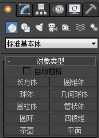 标准基本体
对象类型
自动栅格
长方体 圆锥体
球体 几何球体
圆柱体 管状体
圆环 四棱锥
茶壶 平面